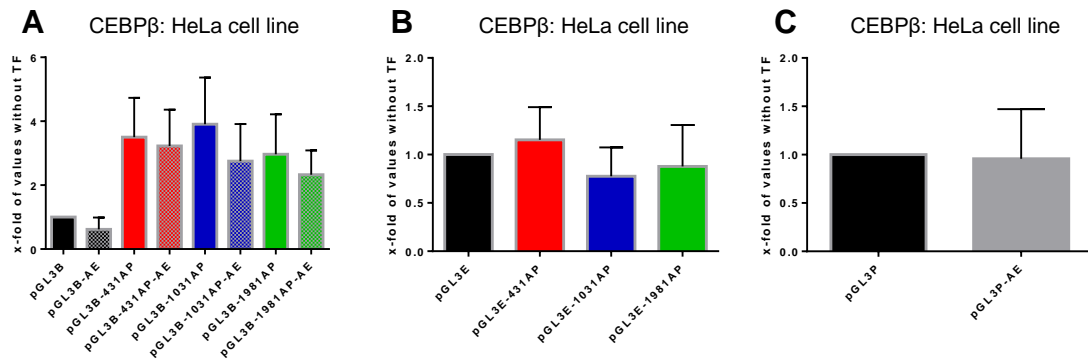 A
CEBPβ: HeLa cell line
x-fold of values without TF
6
4
2
0
pGL3B
pGL3B-AE
pGL3B-431AP
pGL3B-431AP-AE
pGL3B-1031AP
pGL3B-1031AP-AE
pGL3B-1981AP
pGL3B-1981AP-AE
B
CEBPβ: HeLa cell line
x-fold of values without TF
2.0
1.5
1.0
0.5
0.0
pGL3E
pGL3E-431AP
pGL3E-1031AP
pGL3E-1981AP
C
CEBPβ: HeLa cell line
x-fold of values without TF
2.0
1.5
1.0
0.5
0.0
pGL3P
pGL3P-AE